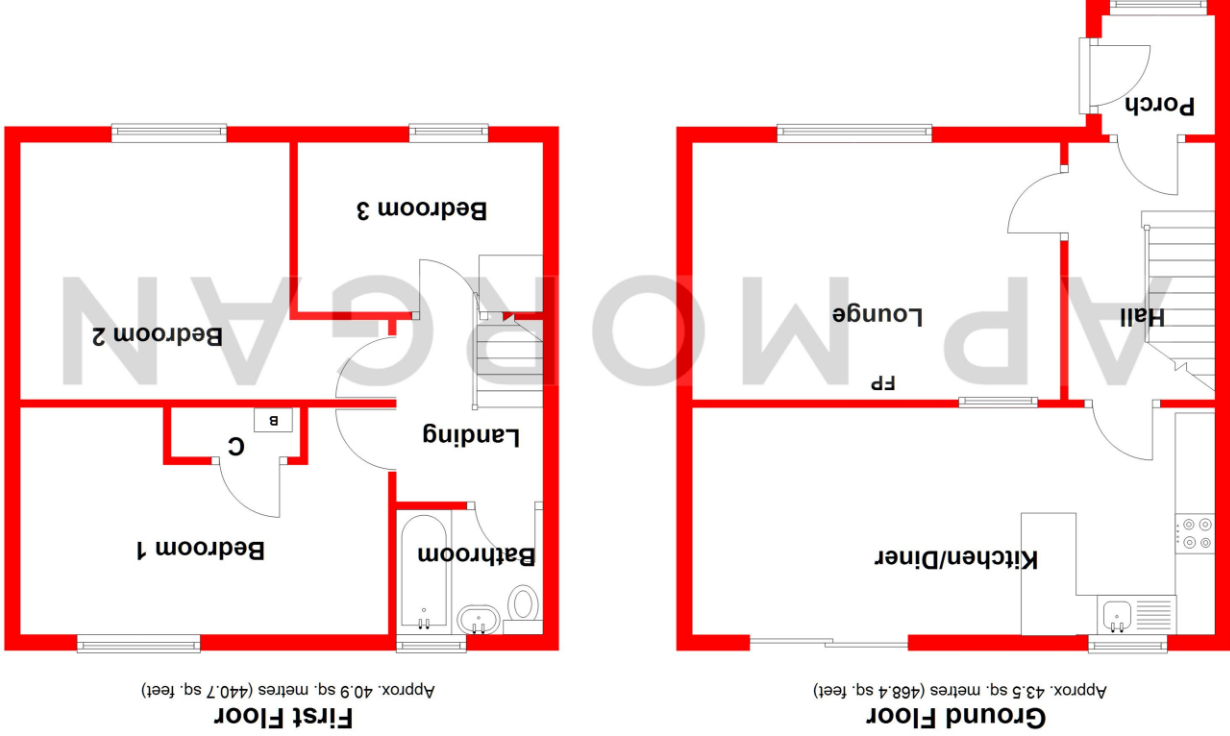 Ground Floor
Approx. 43.5 sq. metres (468.4 sq. feet)
Kitchen/Diner
FP
Lounge
Hall
Porch
First Floor
Approx. 40.9 sq. metres (440.7 sq. feet)
Bathroom
Bedroom 1
C
B
Landing
Bedroom 2
Bedroom 3
AP MORGAN